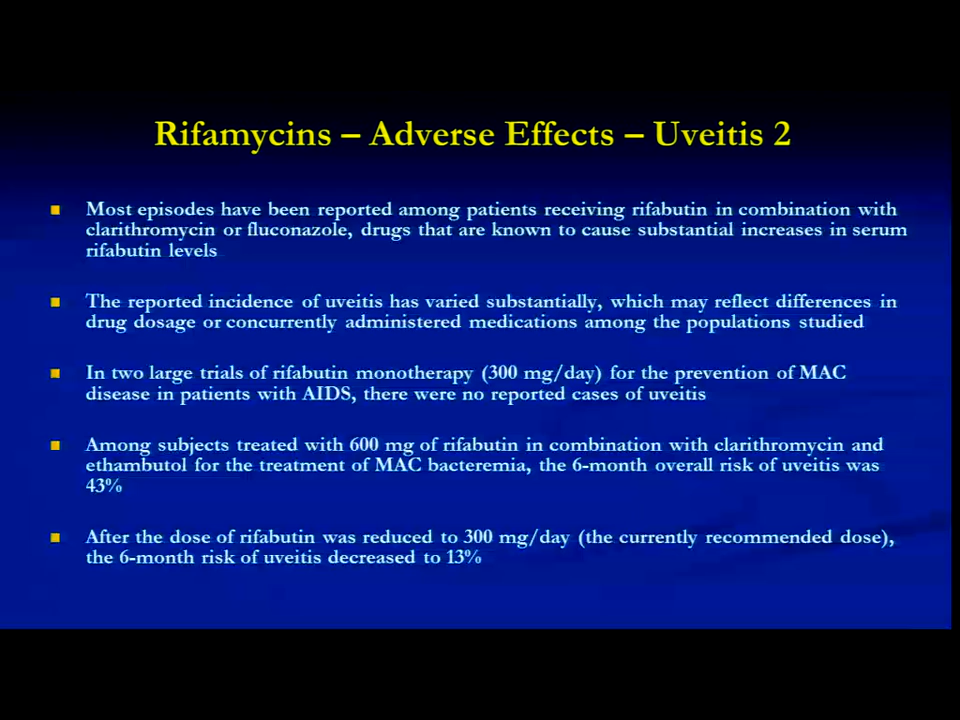 Rifamycins – Adverse Effects – Uveitis 2
Most episodes have been reported among patients receiving rifabutin in combination with
clarithromycin or fluconazole, drugs that are known to cause substantial increases in serum
rifabutin levels
The reported incidence of uveitis has varied substantially, which may reflect differences in
drug dosage or concurrently administered medications among the populations studied
In two large trials of rifabutin monotherapy (300 mg/day) for the prevention of MAC
disease in patients with AIDS, there were no reported cases of uveitis
Among subjects treated with 600 mg of rifabutin in combination with clarithromycin and
ethambutol for the treatment of MAC bacteremia, the 6-month overall risk of uveitis was
43%
After the dose of rifabutin was reduced to 300 mg/day (the currently recommended dose),
the 6-month risk of uveitis decreased to 13%